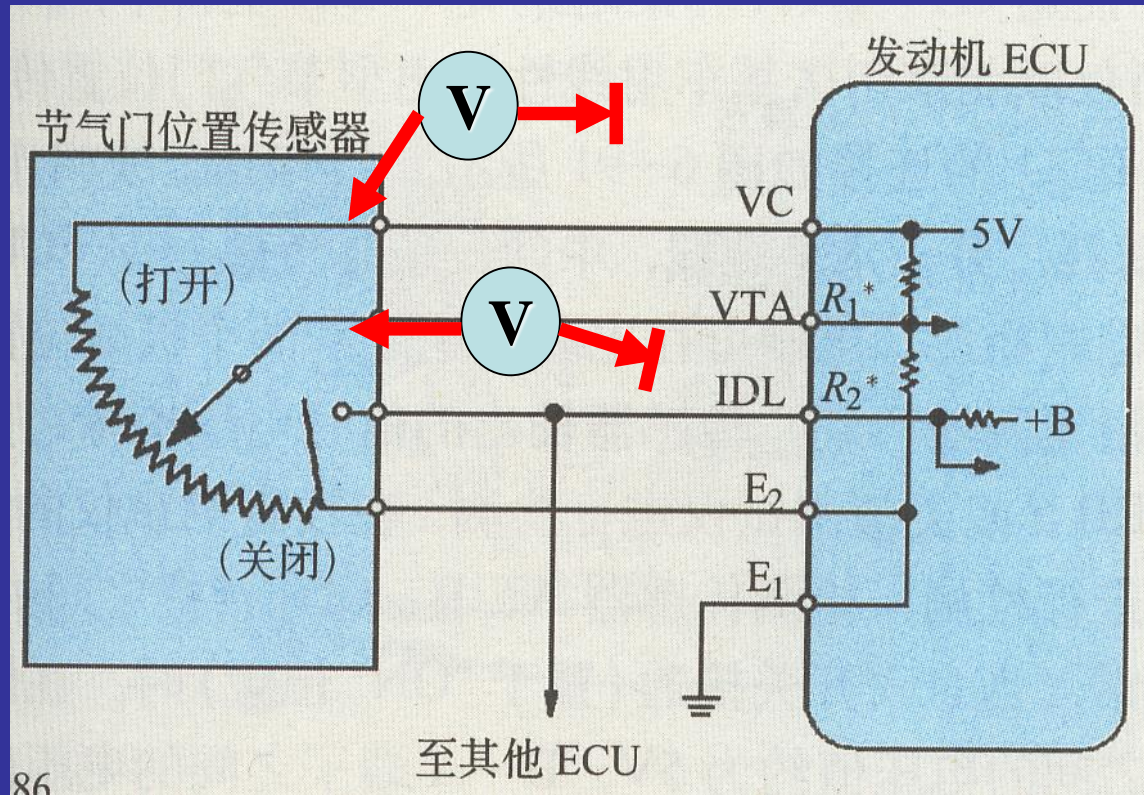 发动机 ECU
节气门位置传感器
V
VC
5V
(打开)
V
VTA
R₁*
IDL
R₂*
+B
E₂
(关闭)
E₁
至其他 ECU
86